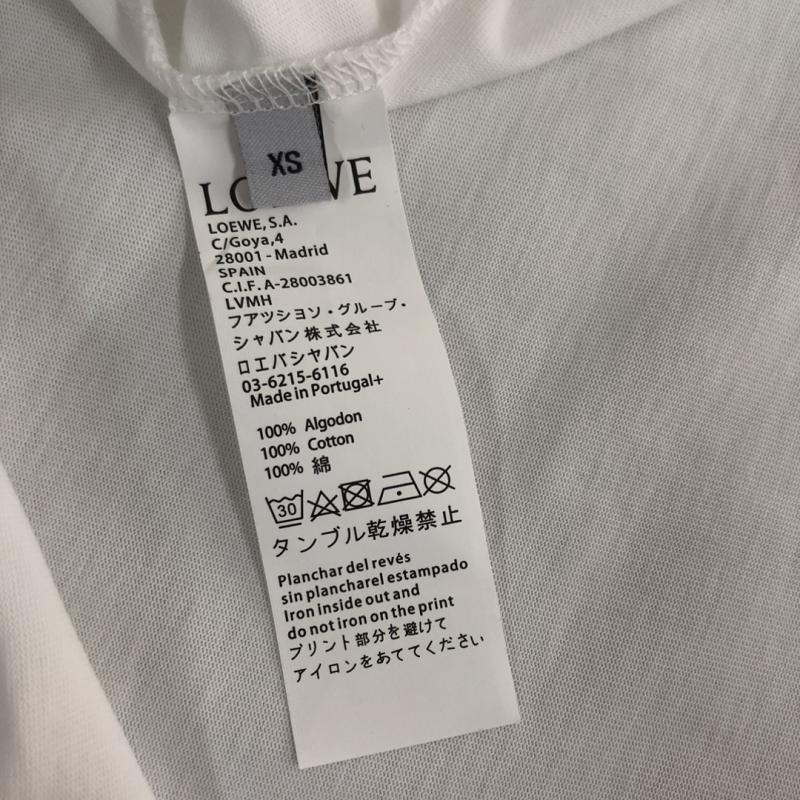 XS
LOEWE
LOEWE, S.A.
C/Goya,4
28001 - Madrid
SPAIN
C.I.F. A-28003861
LVMH
フアツシヨン・グループ・
シャパン株式会社
ロエバシヤパン
03-6215-6116
Made in Portugal+
100% Algodon
100% Cotton
100% 綿
30
タンブル乾燥禁止
Planchar del revés
sin plancharel estampado
Iron inside out and
do not iron on the print
プリント部分を避けて
アイロンをあててください